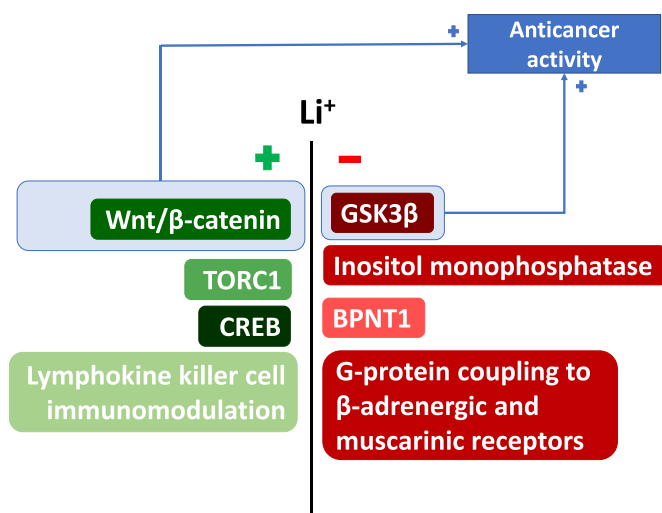 Anticancer
activity
Li⁺
Wnt/β-catenin
GSK3β
TORC1
Inositol monophosphatase
CREB
BPNT1
Lymphokine killer cell
immunomodulation
G-protein coupling to
β-adrenergic and
muscarinic receptors